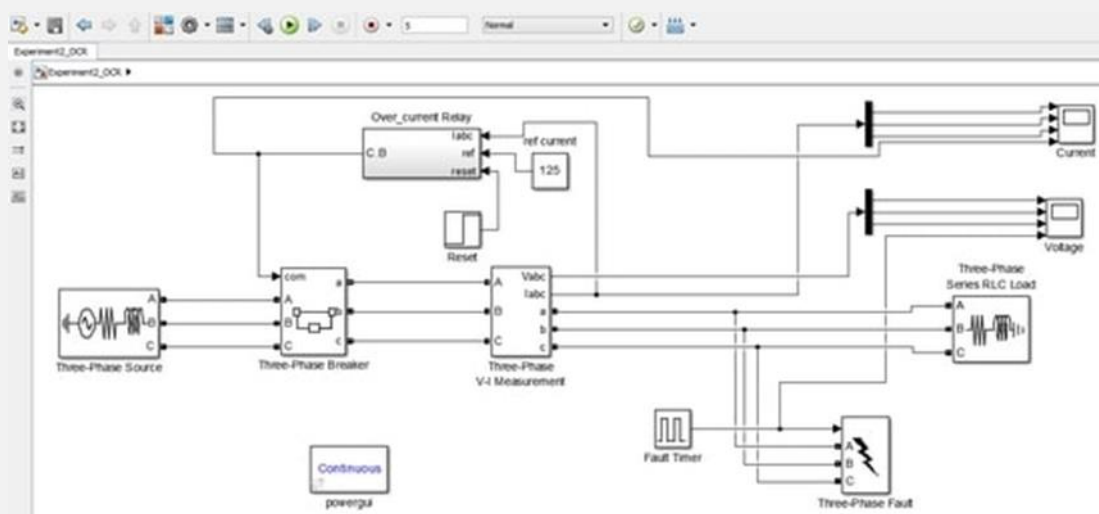 5
Normal
Experiment2_OCR
Experiment2_OCR
Over_current Relay
Iabc
C.B
ref
reset
ref current
125
Current
Reset
Voltage
Three-Phase
Series RLC Load
A
B
C
com
A
B
C
a
b
c
A
B
C
Vabc
Iabc
a
b
c
A
B
C
Three-Phase Source
Three-Phase Breaker
Three-Phase
V-I Measurement
Fault Timer
A
B
C
Three-Phase Fault
Continuous
powergui